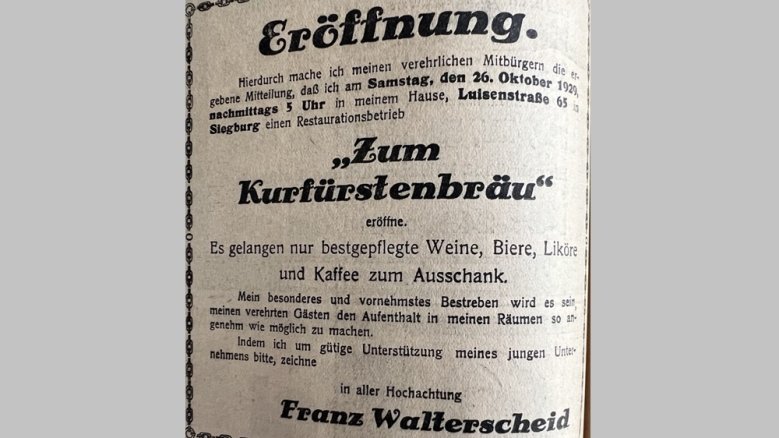 Eröffnung.
Hierdurch mache ich meinen verehrlichen Mitbürgern die er-
gebene Mitteilung, daß ich am Samstag, den 26. Oktober 1929,
nachmittags 5 Uhr in meinem Hause, Luisenstraße 65 in
Siegburg einen Restaurationsbetrieb
„Zum
Kurfürstenbräu“
eröffne.
Es gelangen nur bestgepflegte Weine, Biere, Liköre
und Kaffee zum Ausschank.
Mein besonderes und vornehmstes Bestreben wird es sein,
meinen verehrten Gästen den Aufenthalt in meinen Räumen so an-
genehm wie möglich zu machen.
Indem ich um gütige Unterstützung meines jungen Unter-
nehmens bitte, zeichne
in aller Hochachtung
Franz Walterscheid